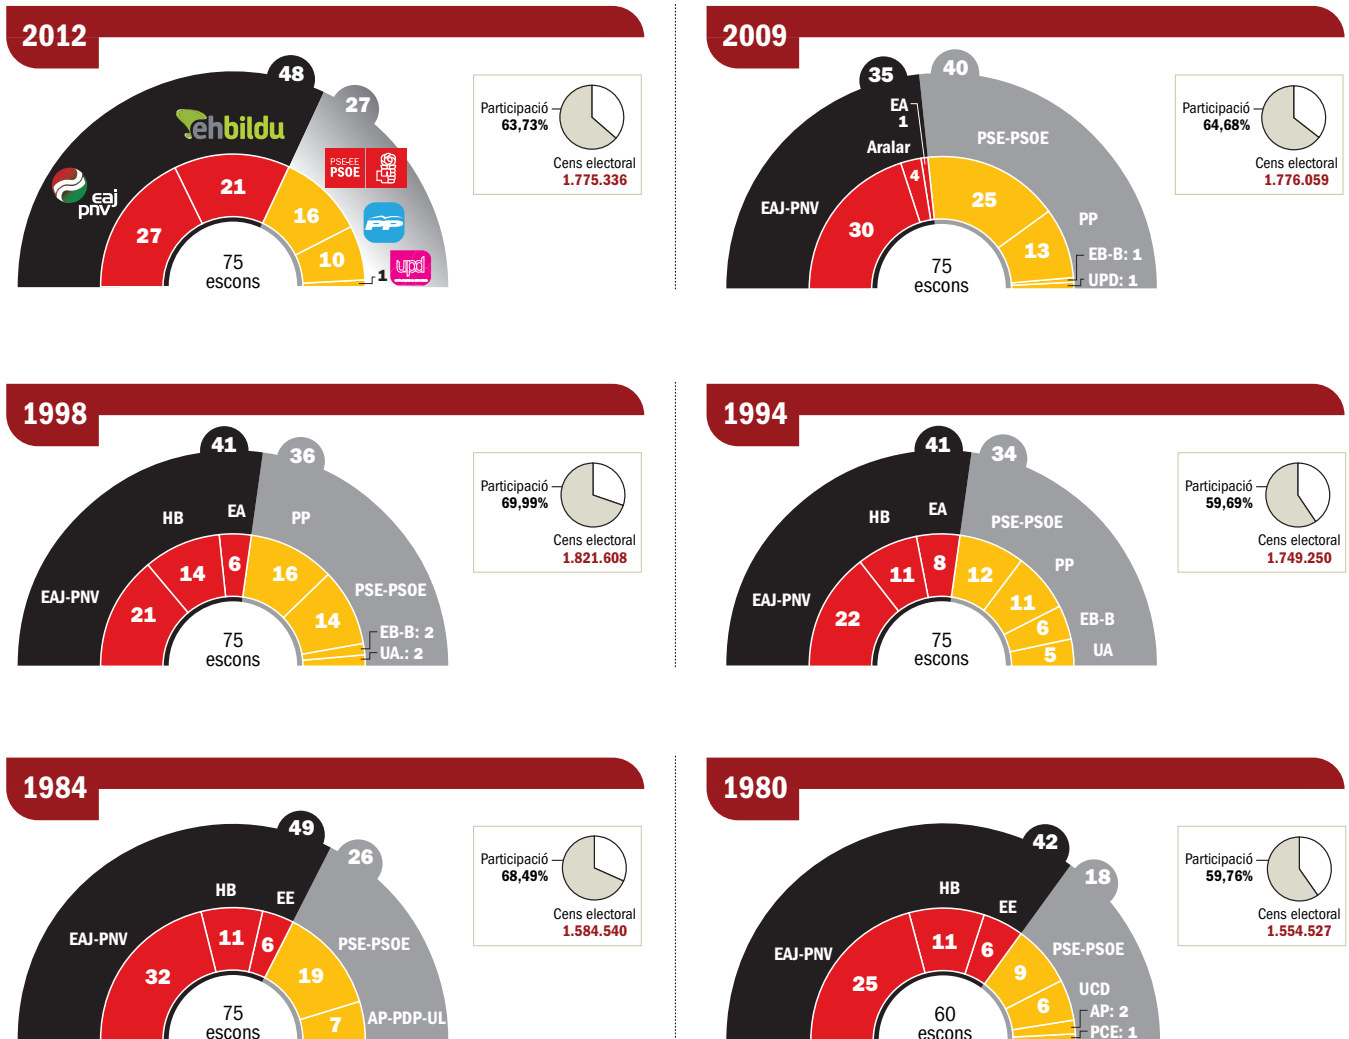 2012
48
27
ehbildu
eaj
pnv
PSE-EE
PSOE
PP
upd
27
21
16
10
1
75
escons
Participació
63,73%
Cens electoral
1.775.336
2009
35
40
EA
1
Aralar
EAJ-PNV
PSE-PSOE
PP
EB-B: 1
UPD: 1
30
4
25
13
75
escons
Participació
64,68%
Cens electoral
1.776.059
1998
41
36
HB
EA
PP
EAJ-PNV
PSE-PSOE
EB-B: 2
UA.: 2
21
14
6
16
14
75
escons
Participació
69,99%
Cens electoral
1.821.608
1994
41
34
HB
EA
PSE-PSOE
PP
EAJ-PNV
EB-B
UA
22
11
8
12
11
6
5
75
escons
Participació
59,69%
Cens electoral
1.749.250
1984
49
26
HB
EE
EAJ-PNV
PSE-PSOE
AP-PDP-UL
32
11
6
19
7
75
escons
Participació
68,49%
Cens electoral
1.584.540
1980
42
18
HB
EE
EAJ-PNV
PSE-PSOE
UCD
AP: 2
PCE: 1
25
11
6
9
6
60
escons
Participació
59,76%
Cens electoral
1.554.527